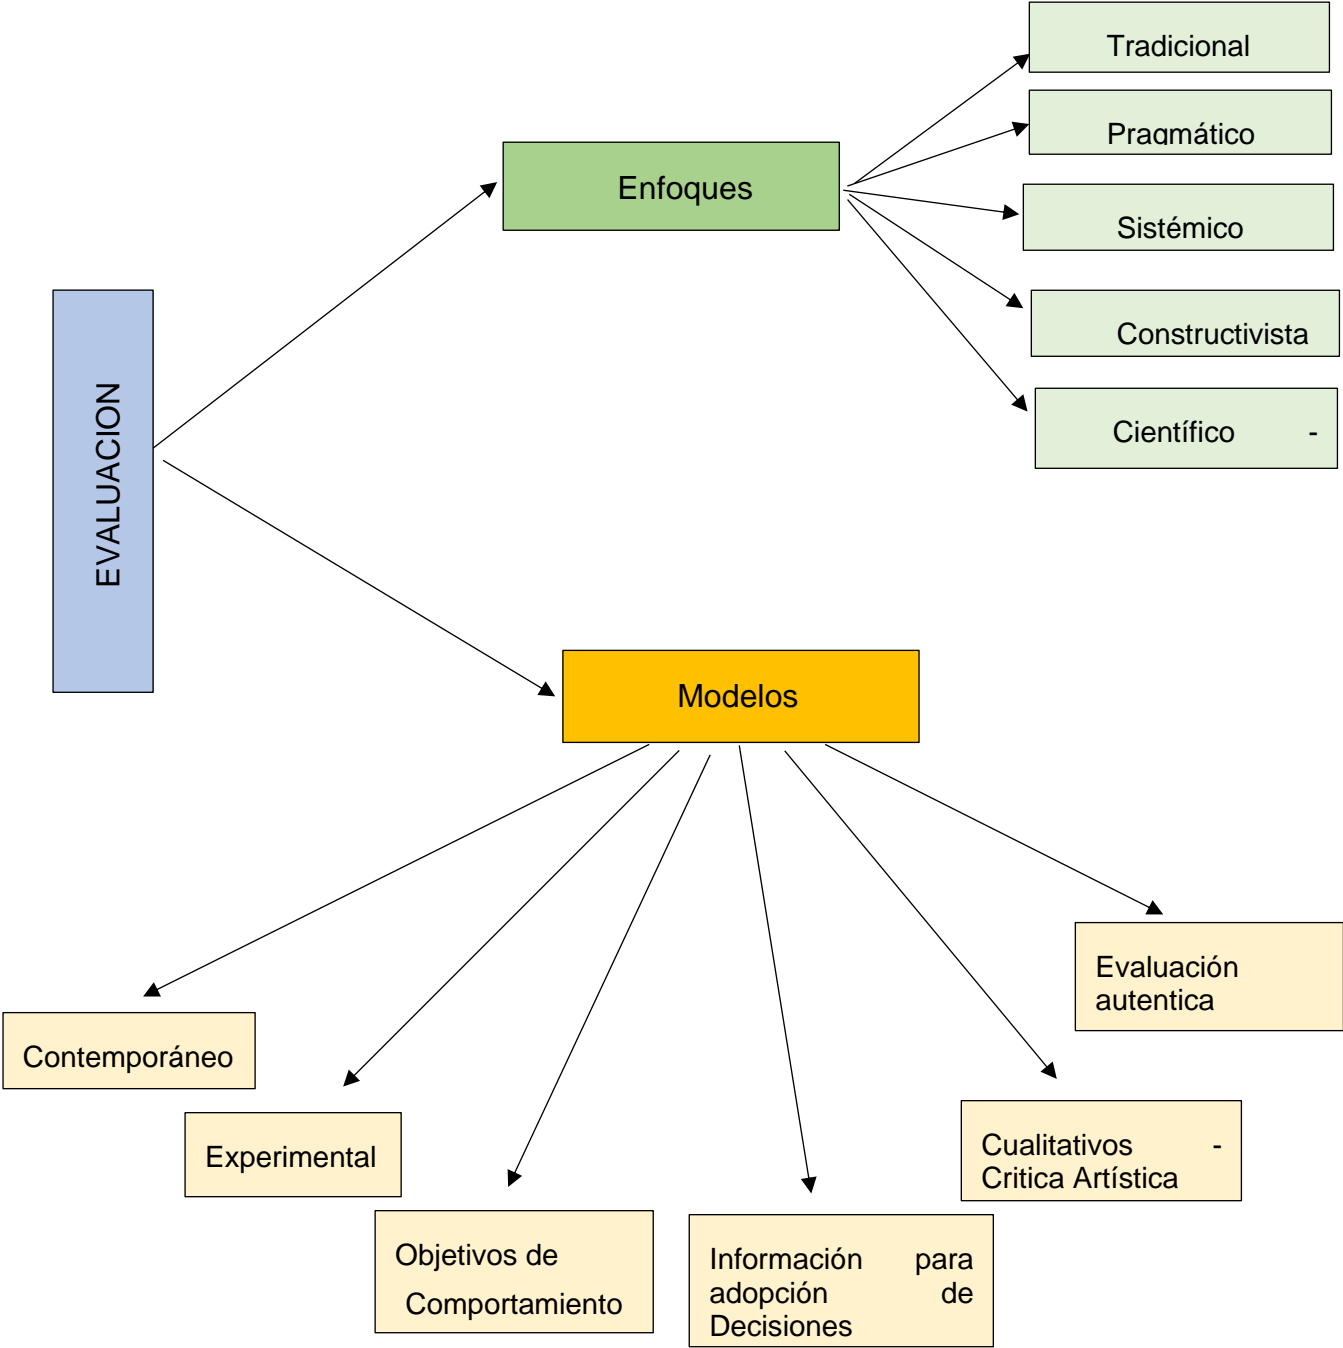 Tradicional
Pragmático
Enfoques
Sistémico
Constructivista
Científico -
EVALUACION
Modelos
Evaluación
autentica
Contemporáneo
Experimental
Cualitativos -
Critica Artística
Objetivos de
Comportamiento
Información para
adopción de
Decisiones